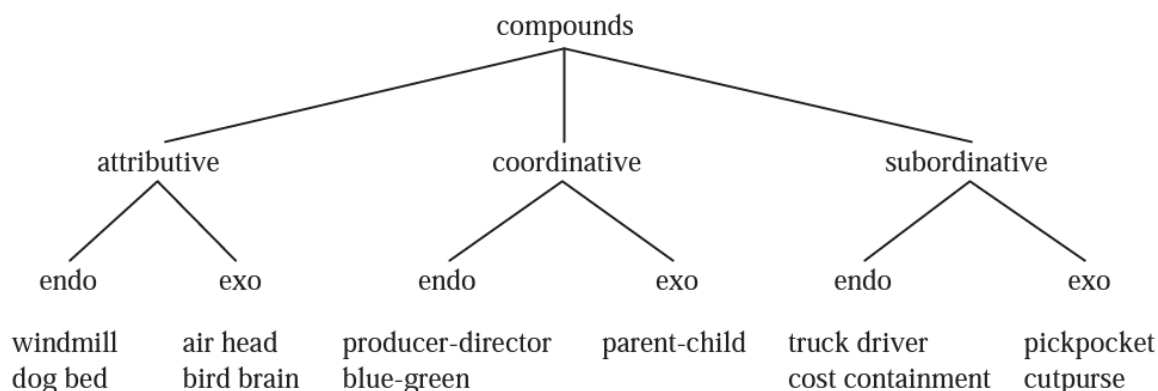 compounds
attributive coordinative subordinative
endo exo endo exo endo exo
windmill air head producer-director parent-child truck driver pickpocket
dog bed bird brain blue-green cost containment cutpurse